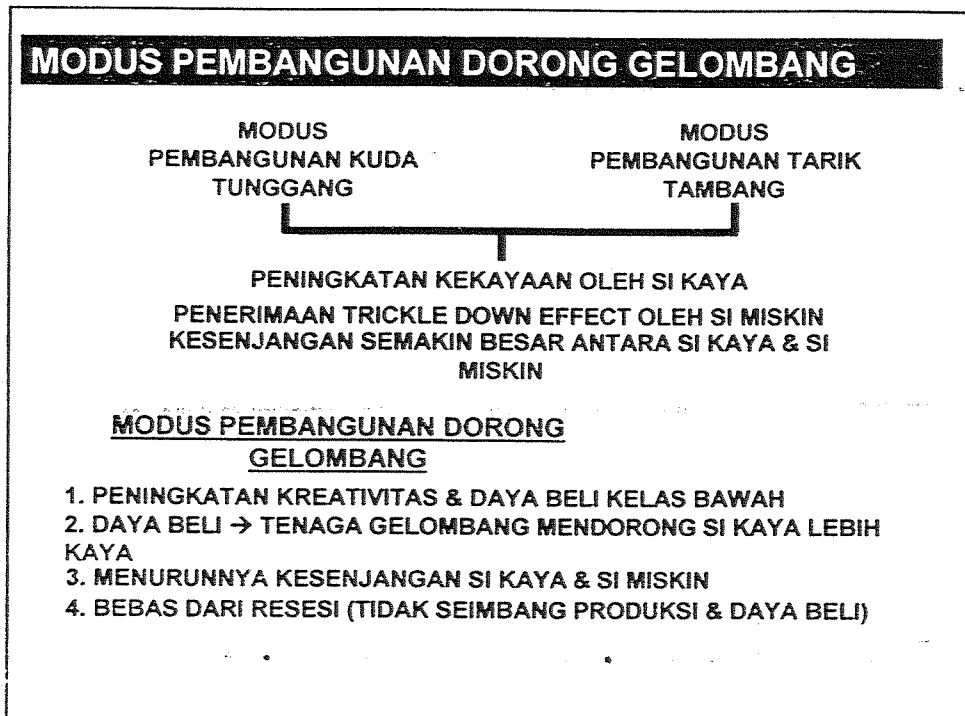 MODUS PEMBANGUNAN DORONG GELOMBANG
MODUS
PEMBANGUNAN KUDA
TUNGGANG
MODUS
PEMBANGUNAN TARIK
TAMBANG
PENINGKATAN KEKAYAAN OLEH SI KAYA
PENERIMAAN TRICKLE DOWN EFFECT OLEH SI MISKIN
KESENJANGAN SEMAKIN BESAR ANTARA SI KAYA & SI
MISKIN
MODUS PEMBANGUNAN DORONG
GELOMBANG
1. PENINGKATAN KREATIVITAS & DAYA BELI KELAS BAWAH
2. DAYA BELI → TENAGA GELOMBANG MENDORONG SI KAYA LEBIH
KAYA
3. MENURUNNYA KESENJANGAN SI KAYA & SI MISKIN
4. BEBAS DARI RESESI (TIDAK SEIMBANG PRODUKSI & DAYA BELI)